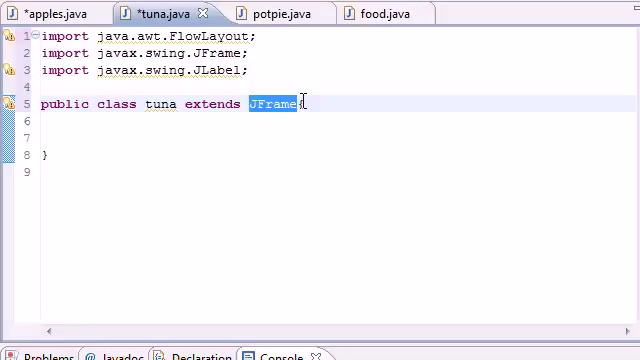 *apples.java
*tuna.java
potpie.java
food.java
1 import java.awt.FlowLayout;
2 import javax.swing.JFrame;
3 import javax.swing.JLabel;
4
5 public class tuna extends JFrame{
6
7
8 }
9
Problems @ Javadoc Declaration Console